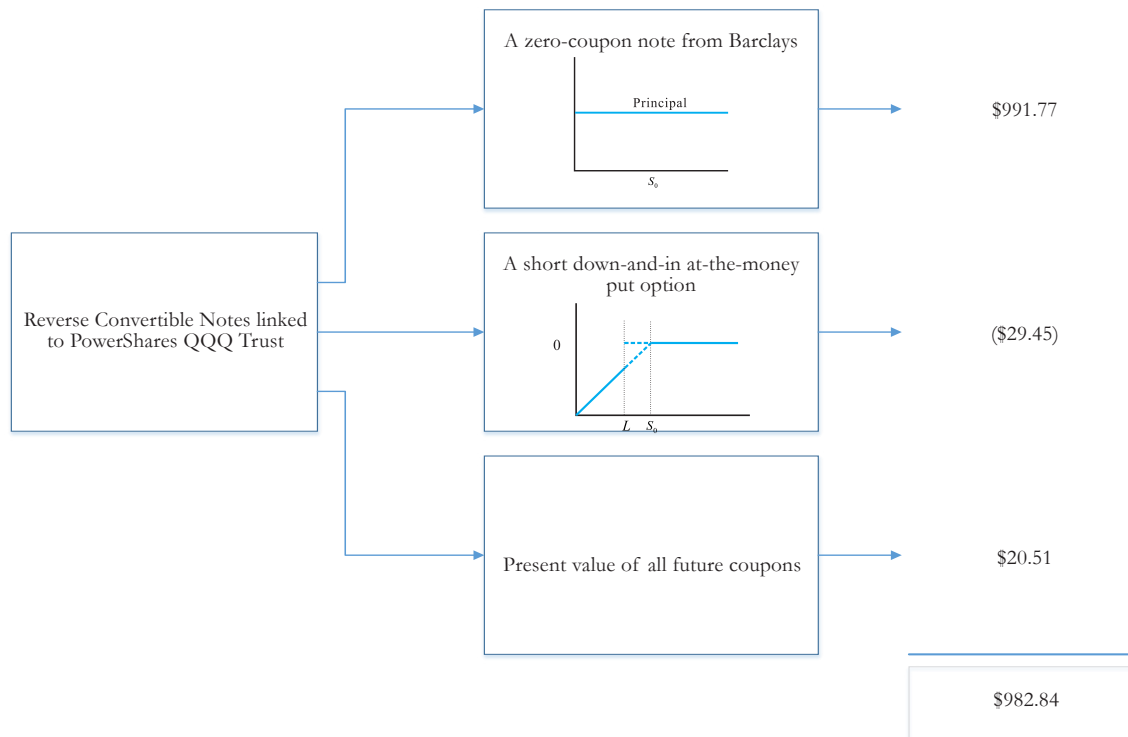 A zero-coupon note from Barclays
Principal
S₀
$991.77
Reverse Convertible Notes linked
to PowerShares QQQ Trust
A short down-and-in at-the-money
put option
0
L S₀
($29.45)
Present value of all future coupons
$20.51
$982.84